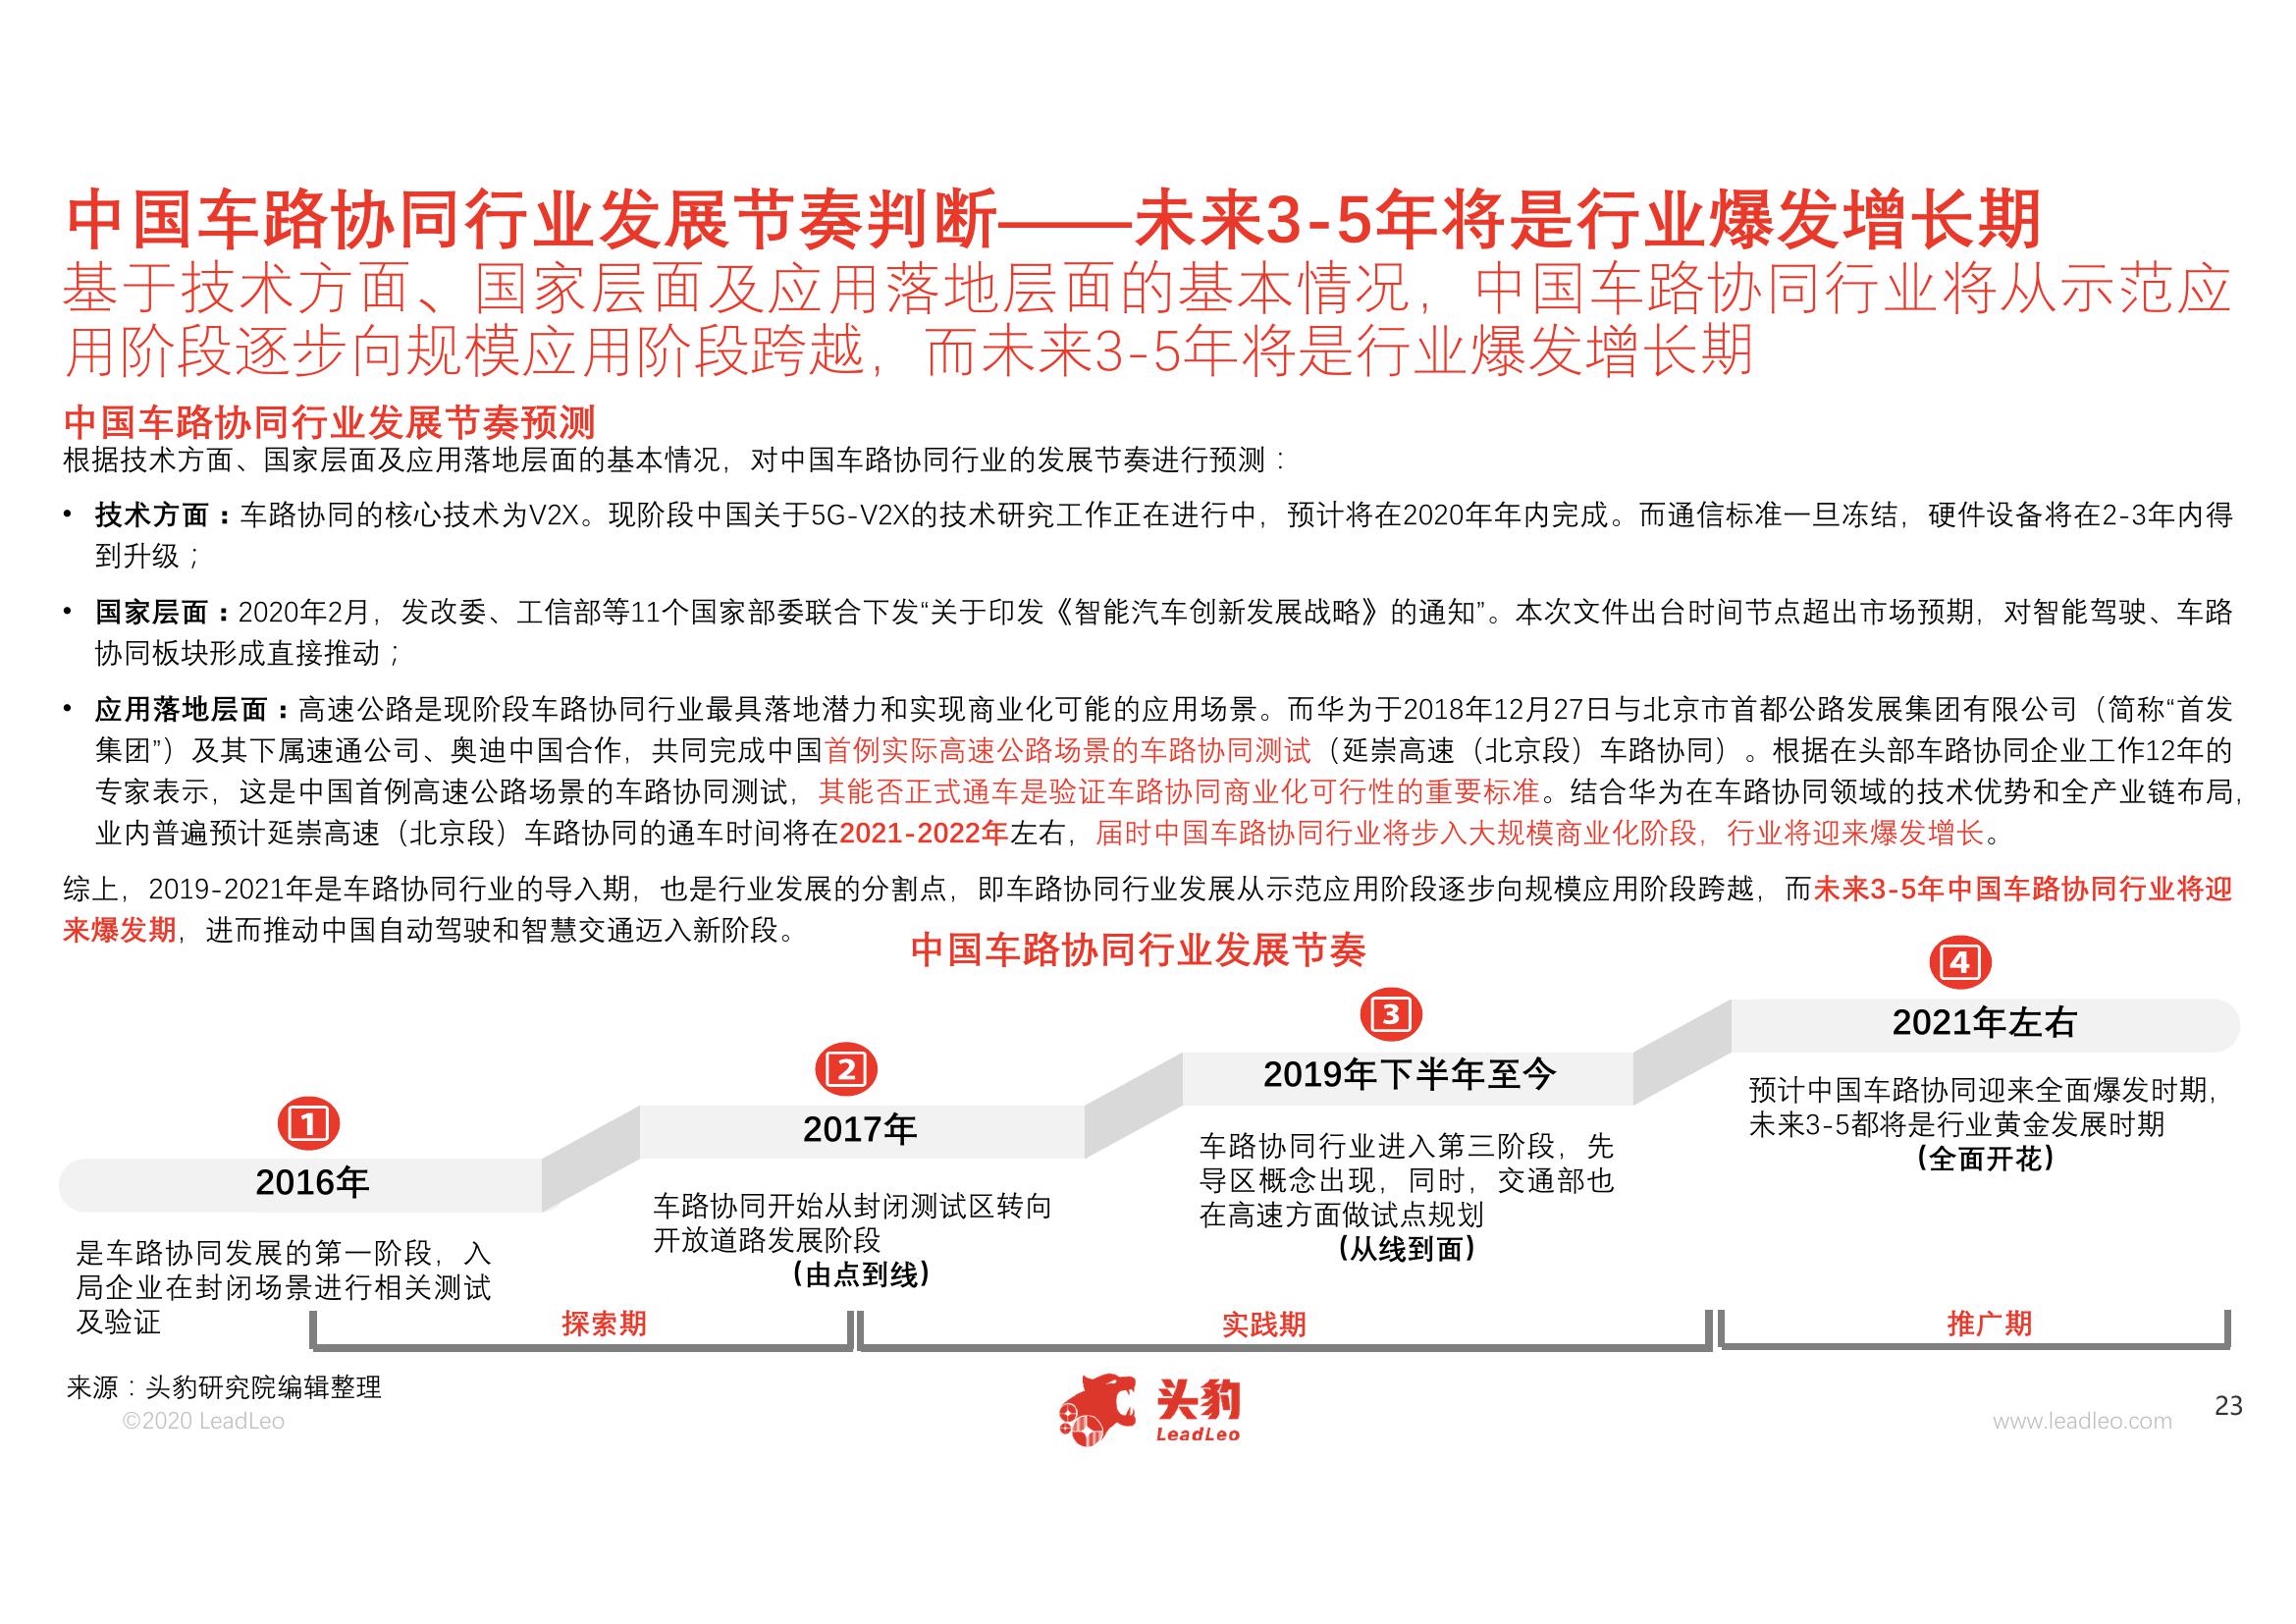 中国车路协同行业发展节奏判断——未来3-5年将是行业爆发增长期
基于技术方面、国家层面及应用落地层面的基本情况，中国车路协同行业将从示范应
用阶段逐步向规模应用阶段跨越，而未来3-5年将是行业爆发增长期
中国车路协同行业发展节奏预测
根据技术方面、国家层面及应用落地层面的基本情况，对中国车路协同行业的发展节奏进行预测：
• 技术方面：车路协同的核心技术为V2X。现阶段中国关于5G-V2X的技术研究工作正在进行中，预计将在2020年年内完成。而通信标准一旦冻结，硬件设备将在2-3年内得
到升级；
• 国家层面：2020年2月，发改委、工信部等11个国家部委联合下发“关于印发《智能汽车创新发展战略》的通知”。本次文件出台时间节点超出市场预期，对智能驾驶、车路
协同板块形成直接推动；
• 应用落地层面：高速公路是现阶段车路协同行业最具落地潜力和实现商业化可能的应用场景。而华为于2018年12月27日与北京市首都公路发展集团有限公司（简称“首发
集团”）及其下属速通公司、奥迪中国合作，共同完成中国首例实际高速公路场景的车路协同测试（延崇高速（北京段）车路协同）。根据在头部车路协同企业工作12年的
专家表示，这是中国首例高速公路场景的车路协同测试，其能否正式通车是验证车路协同商业化可行性的重要标准。结合华为在车路协同领域的技术优势和全产业链布局，
业内普遍预计延崇高速（北京段）车路协同的通车时间将在2021-2022年左右，届时中国车路协同行业将步入大规模商业化阶段，行业将迎来爆发增长。
综上，2019-2021年是车路协同行业的导入期，也是行业发展的分割点，即车路协同行业发展从示范应用阶段逐步向规模应用阶段跨越，而未来3-5年中国车路协同行业将迎
来爆发期，进而推动中国自动驾驶和智慧交通迈入新阶段。
中国车路协同行业发展节奏
1
2016年
是车路协同发展的第一阶段，入
局企业在封闭场景进行相关测试
及验证
2
2017年
车路协同开始从封闭测试区转向
开放道路发展阶段
（由点到线）
3
2019年下半年至今
车路协同行业进入第三阶段，先
导区概念出现，同时，交通部也
在高速方面做试点规划
（从线到面）
4
2021年左右
预计中国车路协同迎来全面爆发时期，
未来3-5都将是行业黄金发展时期
（全面开花）
探索期
实践期
推广期
来源：头豹研究院编辑整理
©2020 LeadLeo
头豹
LeadLeo
www.leadleo.com
23